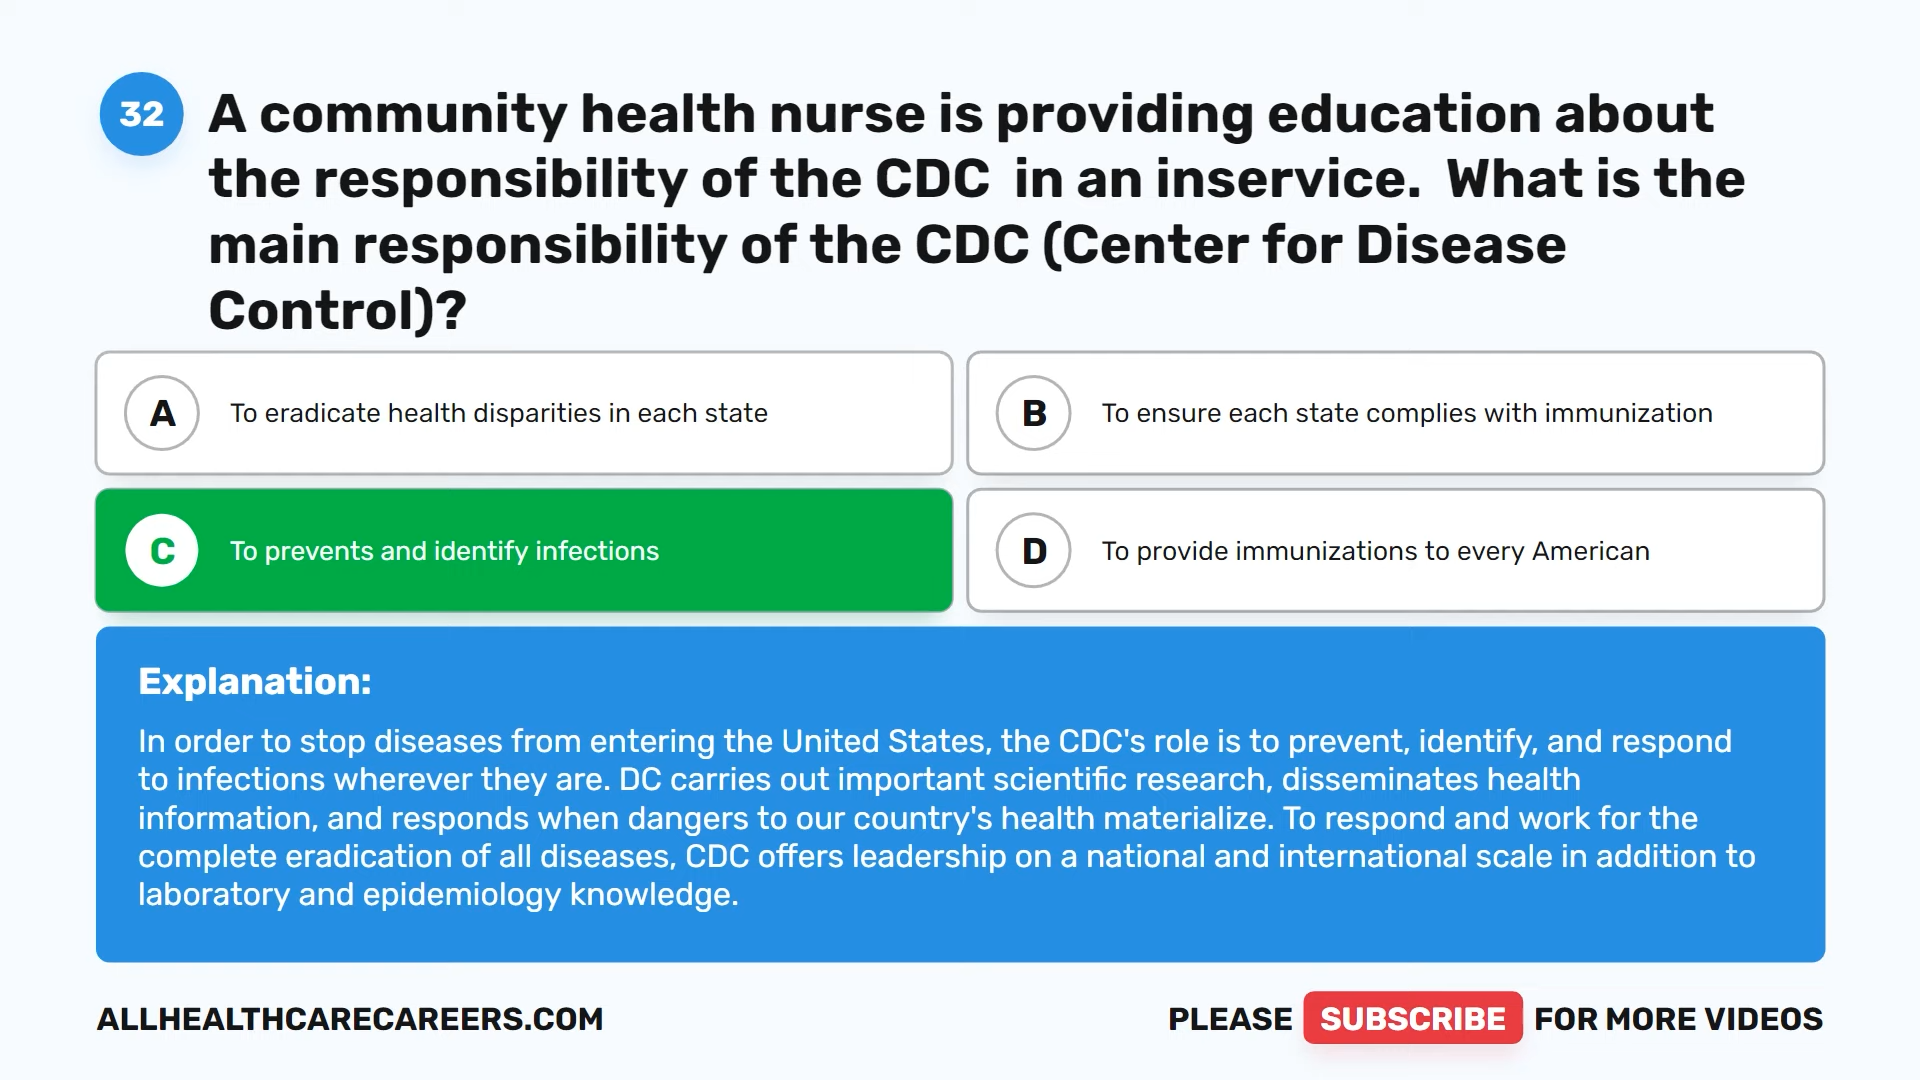 32
A community health nurse is providing education about
the responsibility of the CDC  in an inservice.  What is the
main responsibility of the CDC (Center for Disease
Control)?
A To eradicate health disparities in each state
B To ensure each state complies with immunization
C To prevents and identify infections
D To provide immunizations to every American
Explanation:
In order to stop diseases from entering the United States, the CDC's role is to prevent, identify, and respond
to infections wherever they are. DC carries out important scientific research, disseminates health
information, and responds when dangers to our country's health materialize. To respond and work for the
complete eradication of all diseases, CDC offers leadership on a national and international scale in addition to
laboratory and epidemiology knowledge.
ALLHEALTHCARECAREERS.COM
PLEASE SUBSCRIBE FOR MORE VIDEOS